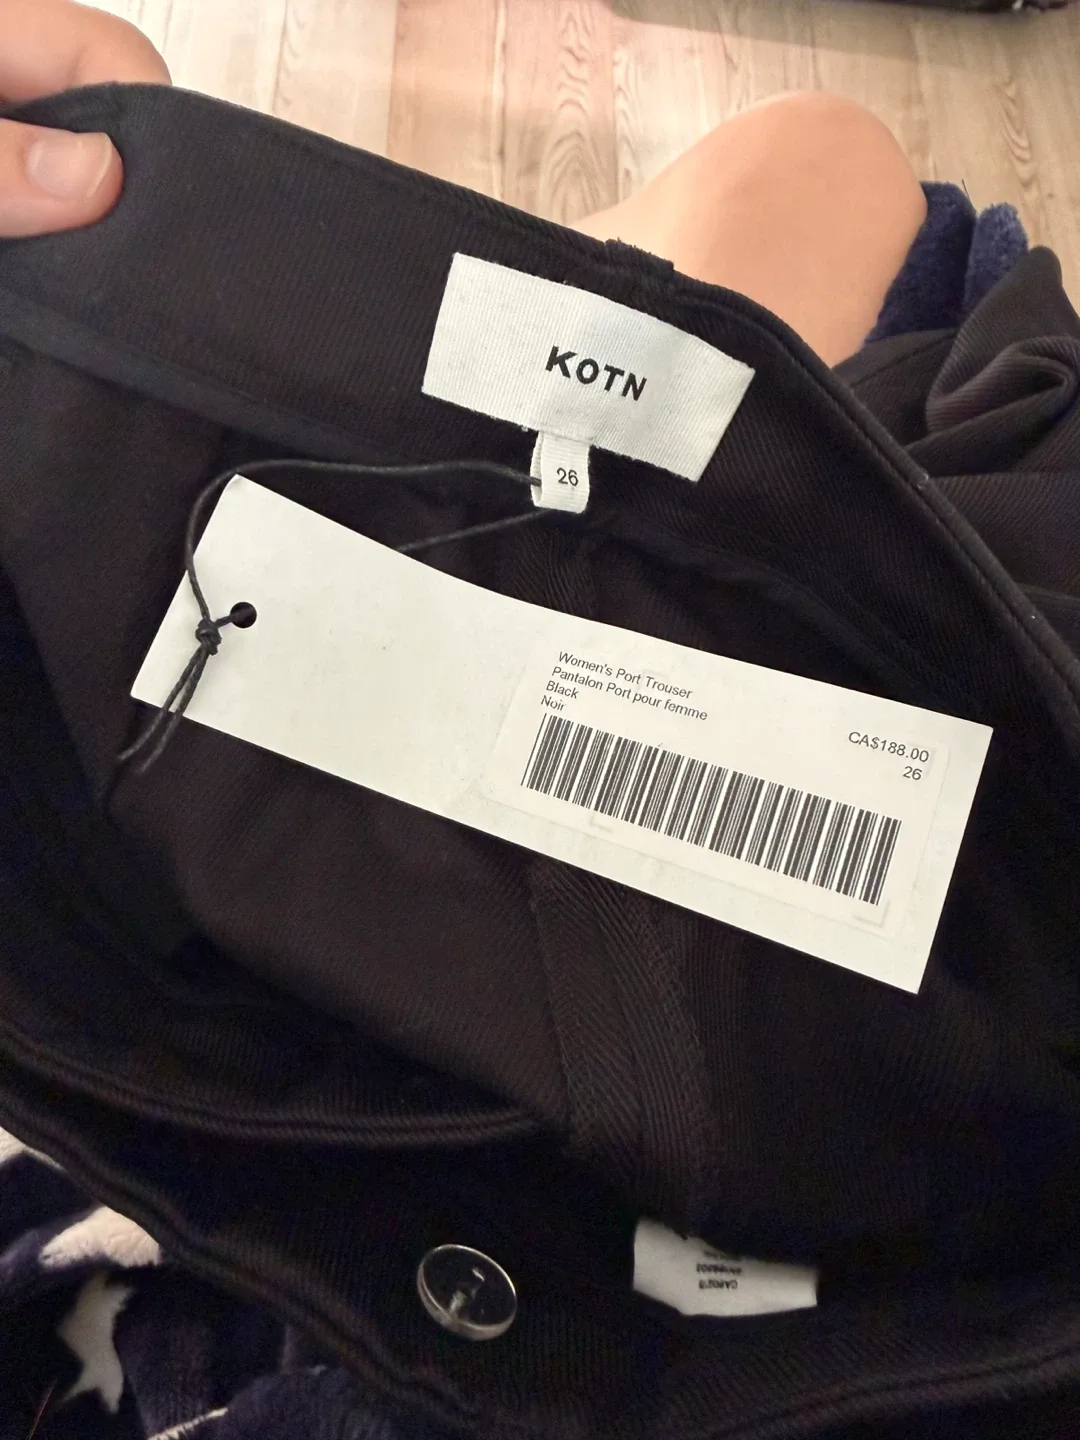 KOTN
26
Women's Port Trouser
Pantalon Port pour femme
Black
Noir
CA$188.00
26